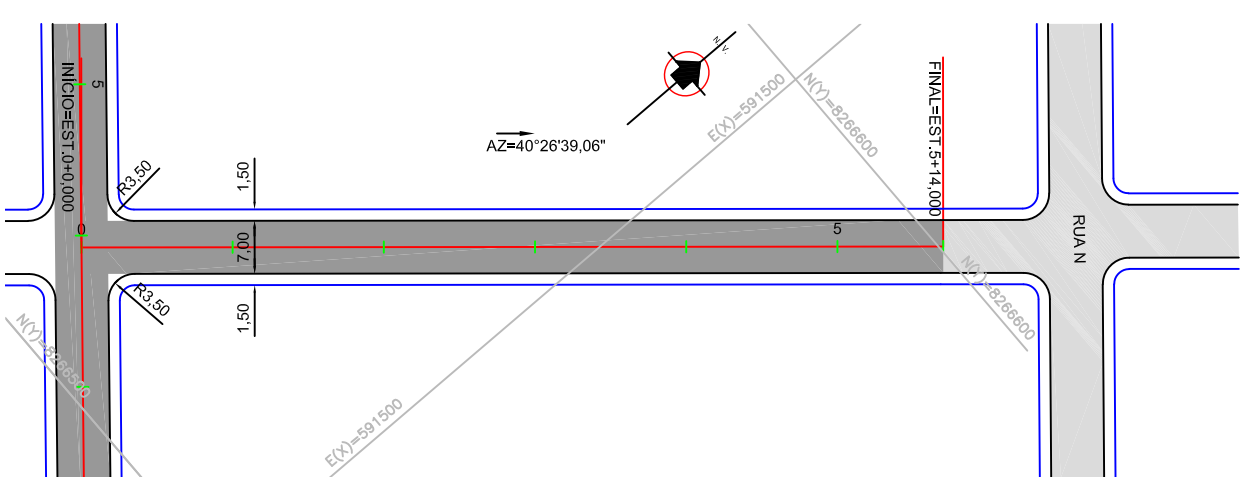 N.V.
INÍCIO=EST.0+0,000
5
E(X)=591500
N(Y)=8266600
FINAL=EST.5+14,000
AZ=40°26'39,06"
R3,50
1,50
0
7,00
5
RUA N
N(Y)=8266600
R3,50
1,50
N(Y)=8266500
E(X)=591500